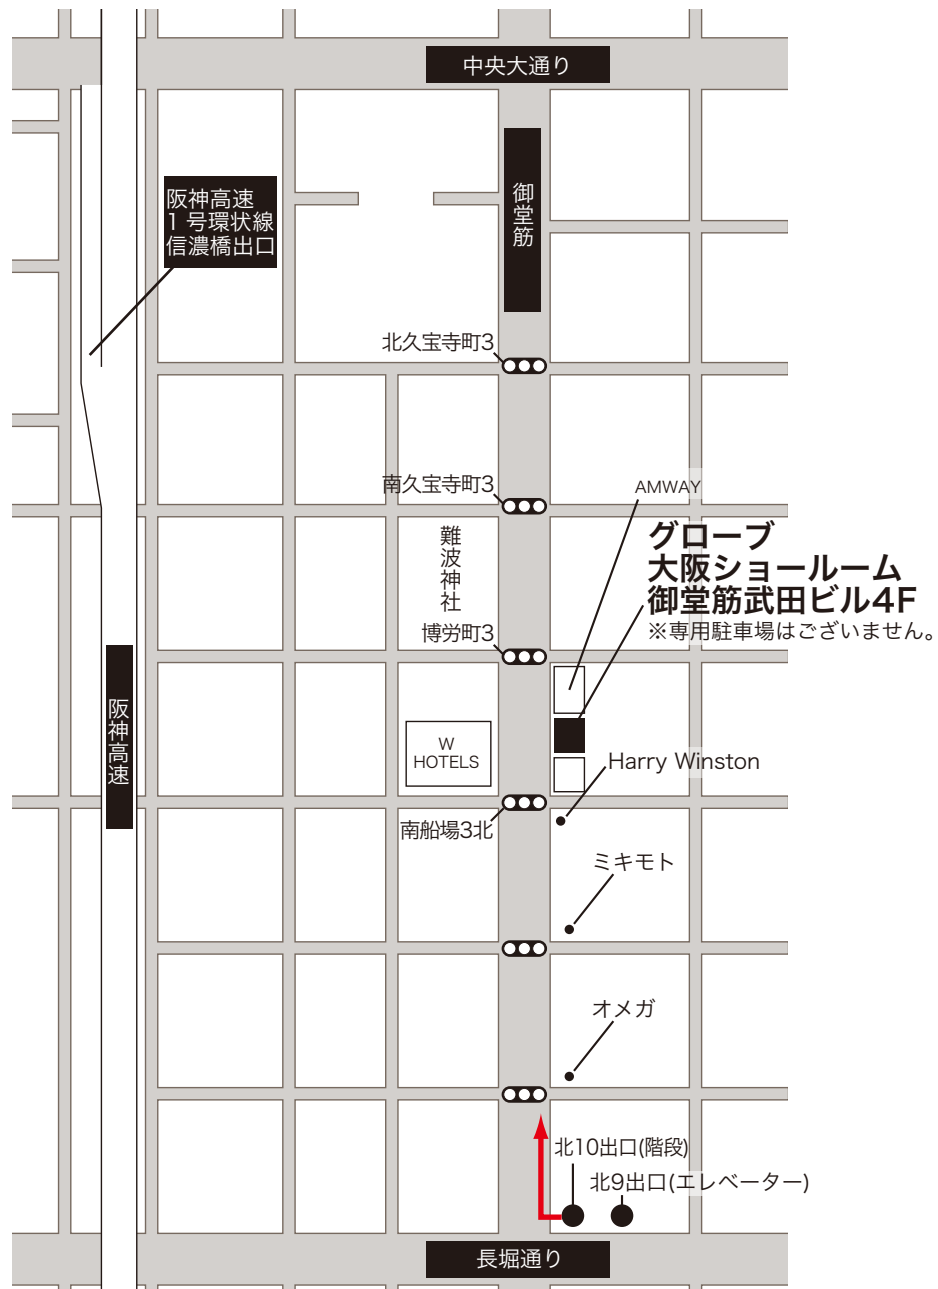 中央大通り
御堂筋
阪神高速
1号環状線
信濃橋出口
北久宝寺町3
南久宝寺町3
AMWAY
難波神社
グローブ
大阪ショールーム
御堂筋武田ビル4F
※専用駐車場はございません。
博労町3
阪神高速
W
HOTELS
Harry Winston
南船場3北
ミキモト
オメガ
北10出口(階段)
北9出口(エレベーター)
長堀通り